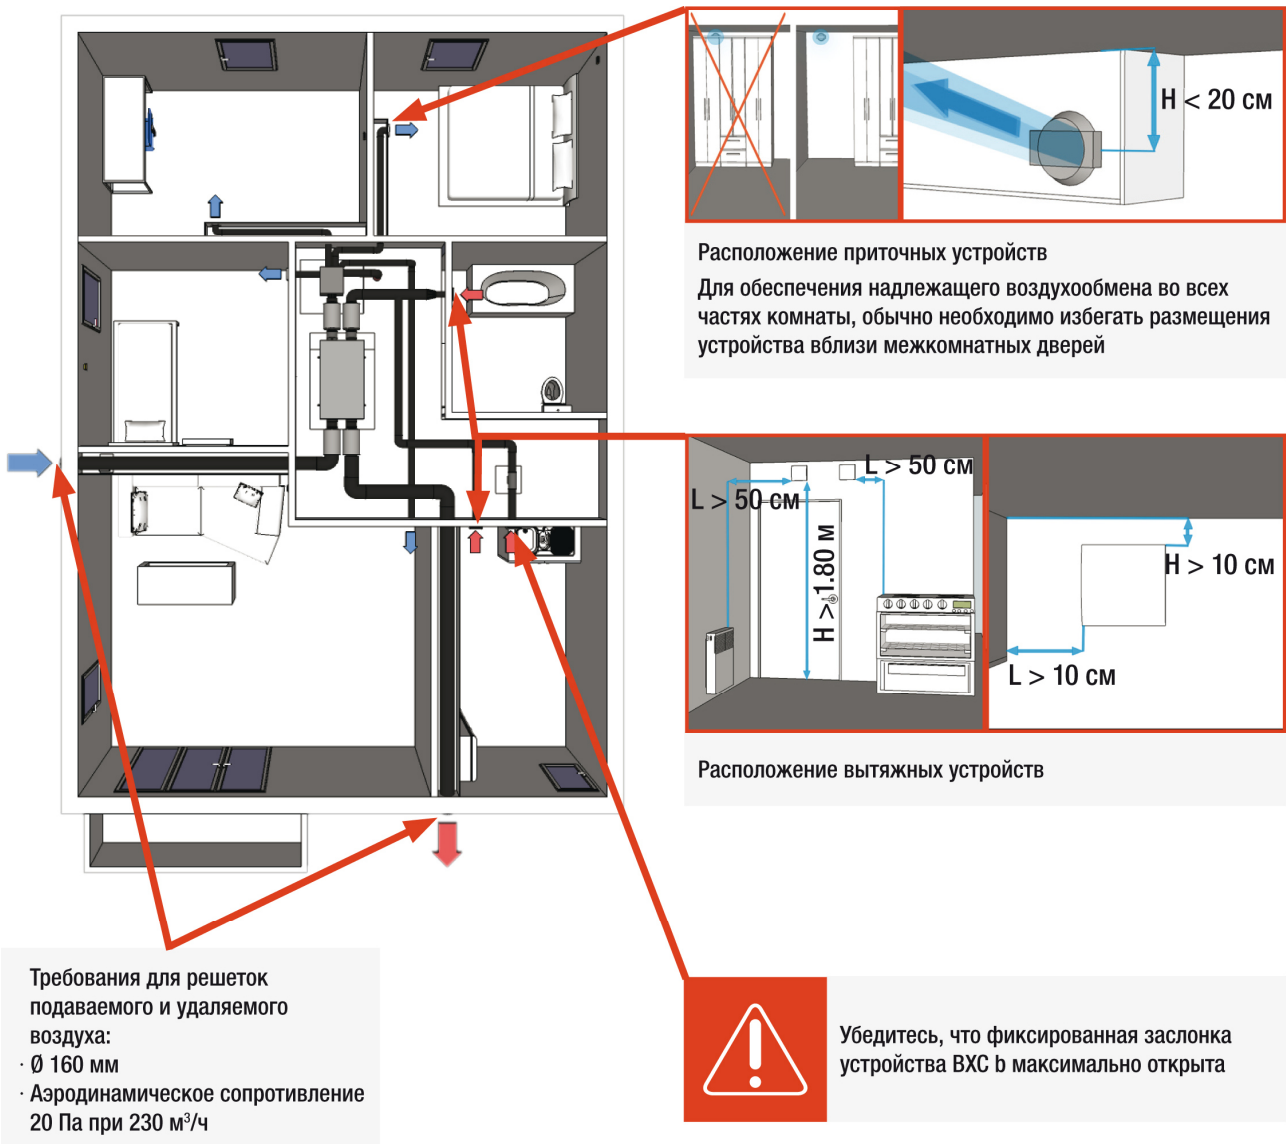 H < 20 см
Расположение приточных устройств
Для обеспечения надлежащего воздухообмена во всех
частях комнаты, обычно необходимо избегать размещения
устройства вблизи межкомнатных дверей
L > 50 см
L > 50 см
H > 1.80 м
H > 10 см
L > 10 см
Расположение вытяжных устройств
Требования для решеток
подаваемого и удаляемого
воздуха:
· Ø 160 мм
· Аэродинамическое сопротивление
20 Па при 230 м³/ч
Убедитесь, что фиксированная заслонка
устройства BXC b максимально открыта